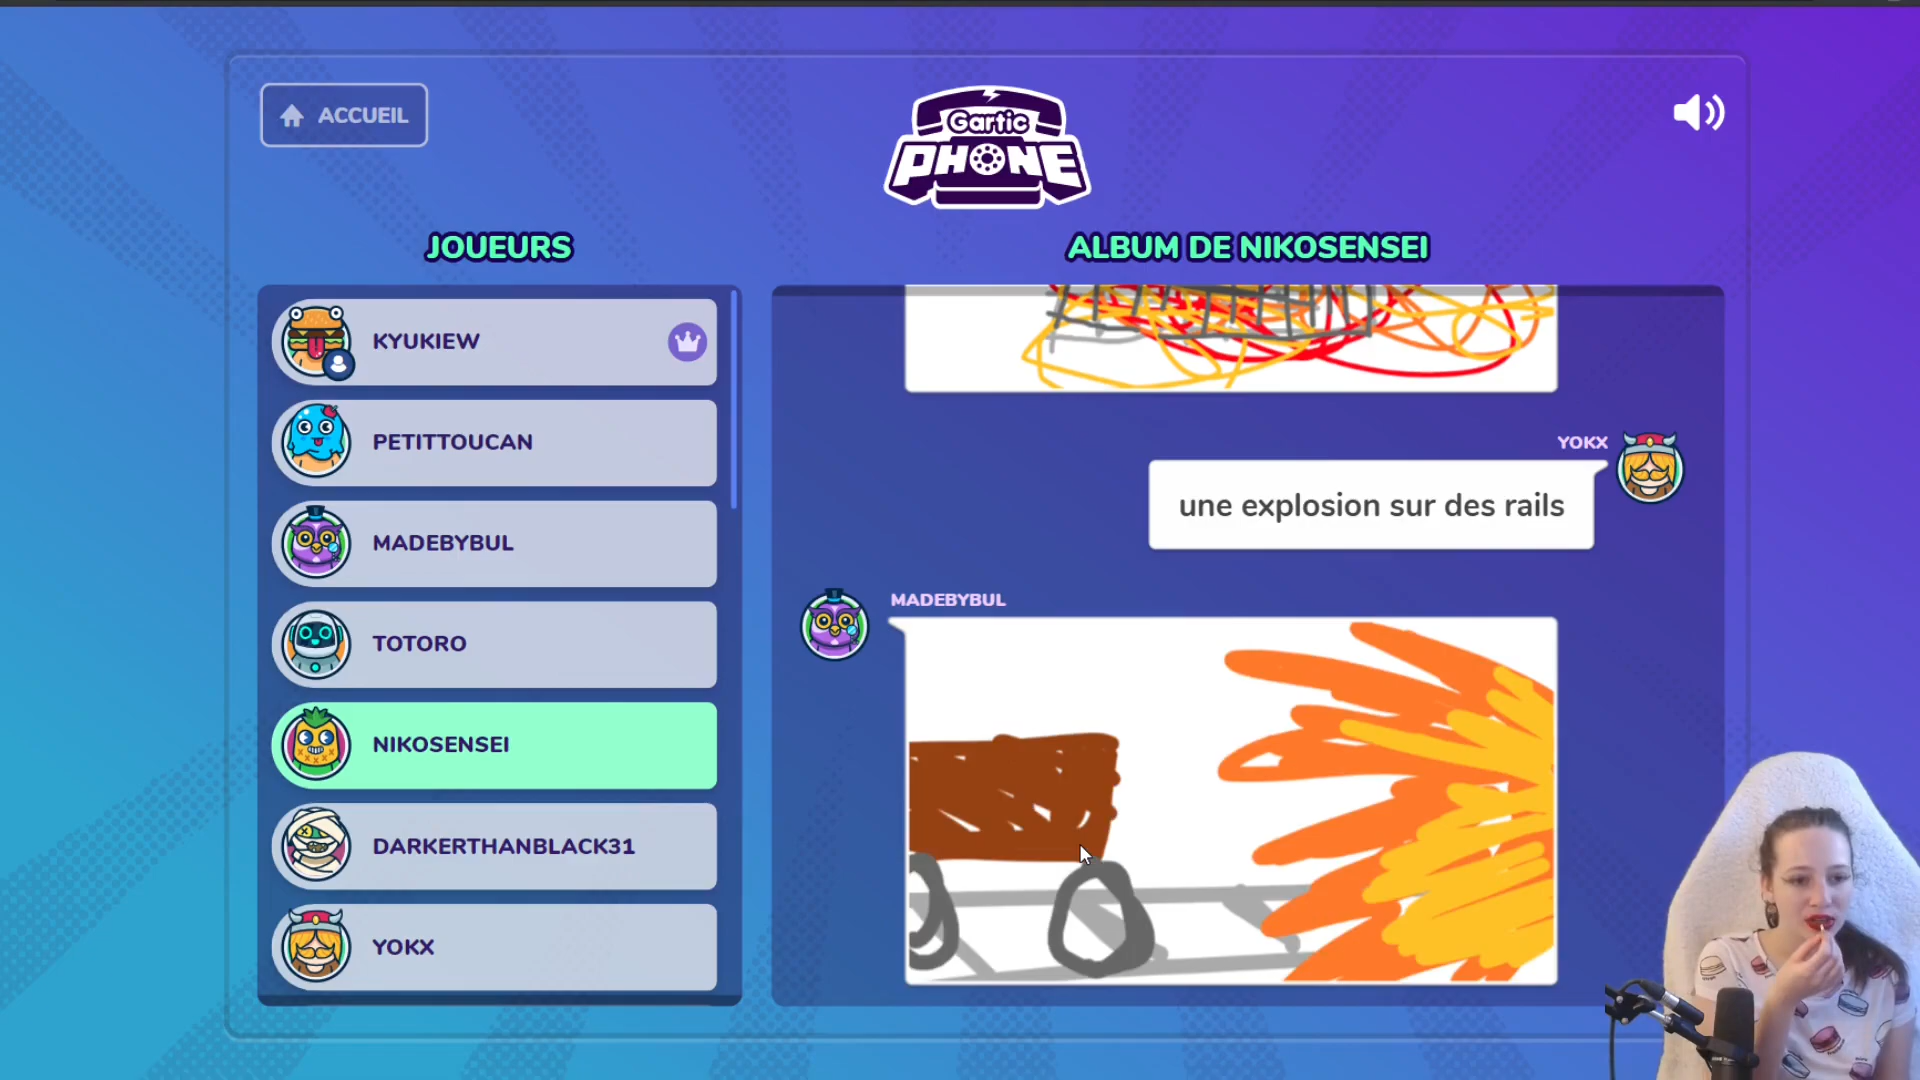 ACCUEIL
Gartic
PHONE
JOUEURS
KYUKIEW
PETITTOUCAN
MADEBYBUL
TOTORO
NIKOSENSEI
DARKERTHANBLACK31
YOKX
ALBUM DE NIKOSENSEI
YOKX
une explosion sur des rails
MADEBYBUL